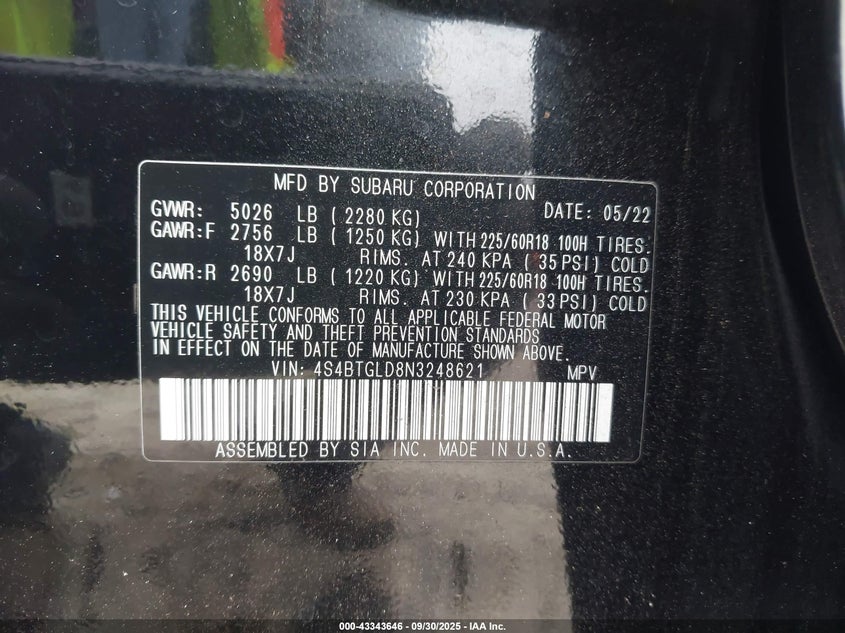 MFD BY SUBARU CORPORATION
GVWR: 5026 LB ( 2280 KG) DATE: 05/22
GAWR:F 2756 LB ( 1250 KG) WITH 225/60R18 100H TIRES.
18X7J RIMS. AT 240 KPA ( 35 PSI) COLD
GAWR:R 2690 LB ( 1220 KG) WITH 225/60R18 100H TIRES.
18X7J RIMS. AT 230 KPA ( 33 PSI) COLD
THIS VEHICLE CONFORMS TO ALL APPLICABLE FEDERAL MOTOR
VEHICLE SAFETY AND THEFT PREVENTION STANDARDS
IN EFFECT ON THE DATE OF MANUFACTURE SHOWN ABOVE.
VIN: 4S4BTGLD8N3248621 MPV
ASSEMBLED BY SIA INC. MADE IN U.S.A.
000-43343646 - 09/30/2025 - IAA Inc.